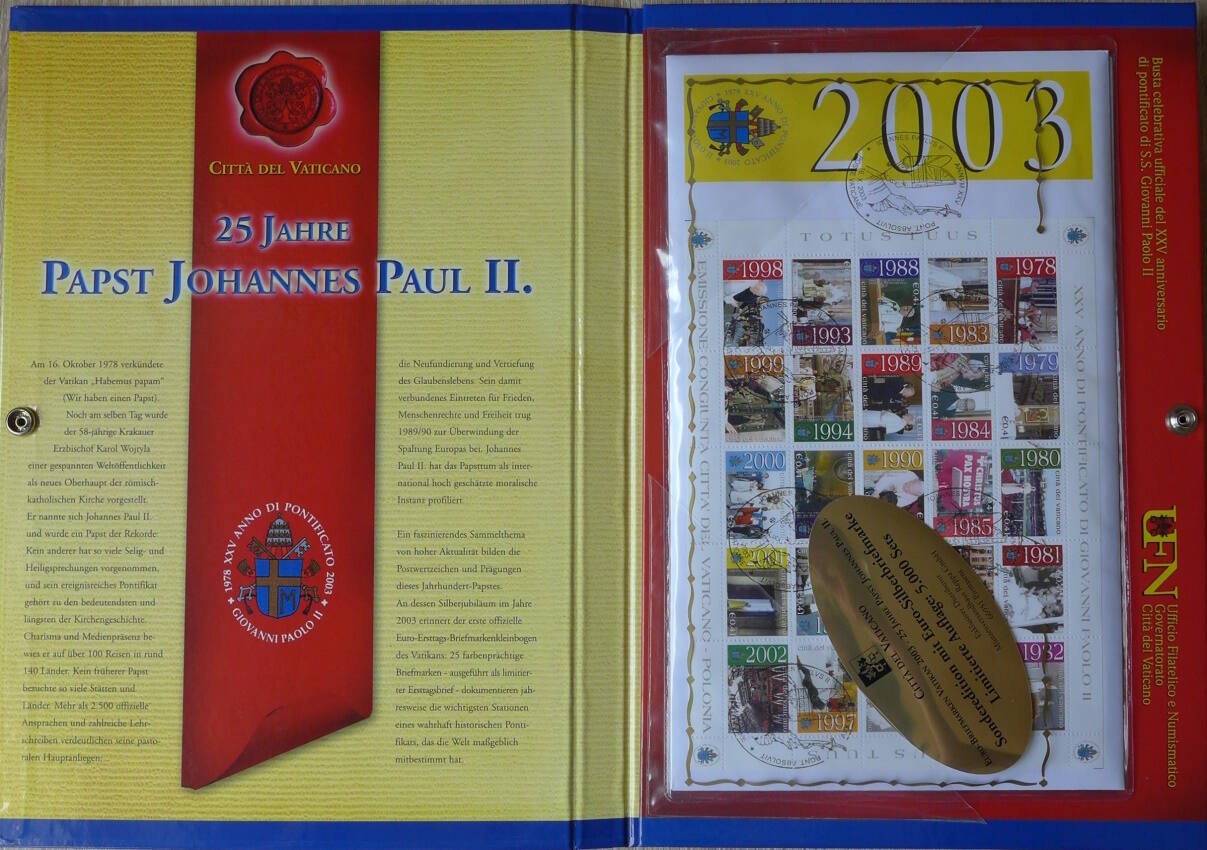 CITTÀ DEL VATICANO
25 JAHRE
PAPST JOHANNES PAUL II.
Am 16. Oktober 1978 verkündete
der Vatikan „Habemus papam“
(Wir haben einen Papst).
Noch am selben Tag wurde
der 58-jährige Krakauer
Erzbischof Karol Wojtyla
einer gespannten Weltöffentlichkeit
als neues Oberhaupt der römisch-
katholischen Kirche vorgestellt.
Er nannte sich Johannes Paul II.
und wurde ein Papst der Rekorde:
Kein anderer hat so viele Selig- und
Heiligsprechungen vorgenommen,
und sein ereignisreiches Pontifikat
gehört zu den bedeutendsten und
längsten der Kirchengeschichte.
Charisma und Medienpräsenz be-
wies er auf über 100 Reisen in rund
140 Länder. Kein früherer Papst
besuchte so viele Stätten und
Länder. Mehr als 2.500 offizielle
Ansprachen und zahlreiche Lehr-
schreiben verdeutlichen seine pasto-
ralen Hauptanliegen:
die Neufundierung und Vertiefung
des Glaubenslebens. Sein damit
verbundenes Eintreten für Frieden,
Menschenrechte und Freiheit trug
1989/90 zur Überwindung der
Spaltung Europas bei. Johannes
Paul II. hat das Papsttum als inter-
national hoch geschätzte moralische
Instanz profiliert.
Ein faszinierendes Sammelthema
von hoher Aktualität bilden die
Postwertzeichen und Prägungen
dieses Jahrhundert-Papstes.
An dessen Silberjubiläum im Jahre
2003 erinnert der erste offizielle
Euro-Ersttags-Briefmarkenkleinbogen
des Vatikans: 25 farbenprächtige
Briefmarken - ausgeführt als limitier-
ter Ersttagsbrief - dokumentieren jah-
resweise die wichtigsten Stationen
eines wahrhaft historischen Ponti-
fikats, das die Welt maßgeblich
mitbestimmt hat.
1978 XXV ANNO DI PONTIFICATO 2003
GIOVANNI PAOLO II
2003
TOTUS TUUS
1998
1993
1988
1983
1978
1999
1994
1989
1984
1979
2000
1990
1985
1980
2001
1981
2002
1997
1982
EMISSIONE CONGIUNTA CITTÀ DEL VATICANO - POLONIA
XXV ANNO DI PONTIFICATO DI GIOVANNI PAOLO II
EURO BRIEFMARKEN VATIKAN 2003 "25 JAHRE PAPST JOHANNES PAUL II
Sonderedition mit Euro-Silberbriefmarke
Limitierte Auflage: 5.000 Sets
CITTÀ DEL VATICANO
Busta celebrativa ufficiale del XXV anniversario
di pontificato di S.S. Giovanni Paolo II
UFN
Ufficio Filatelico e Numismatico
Governatorato
Città del Vaticano